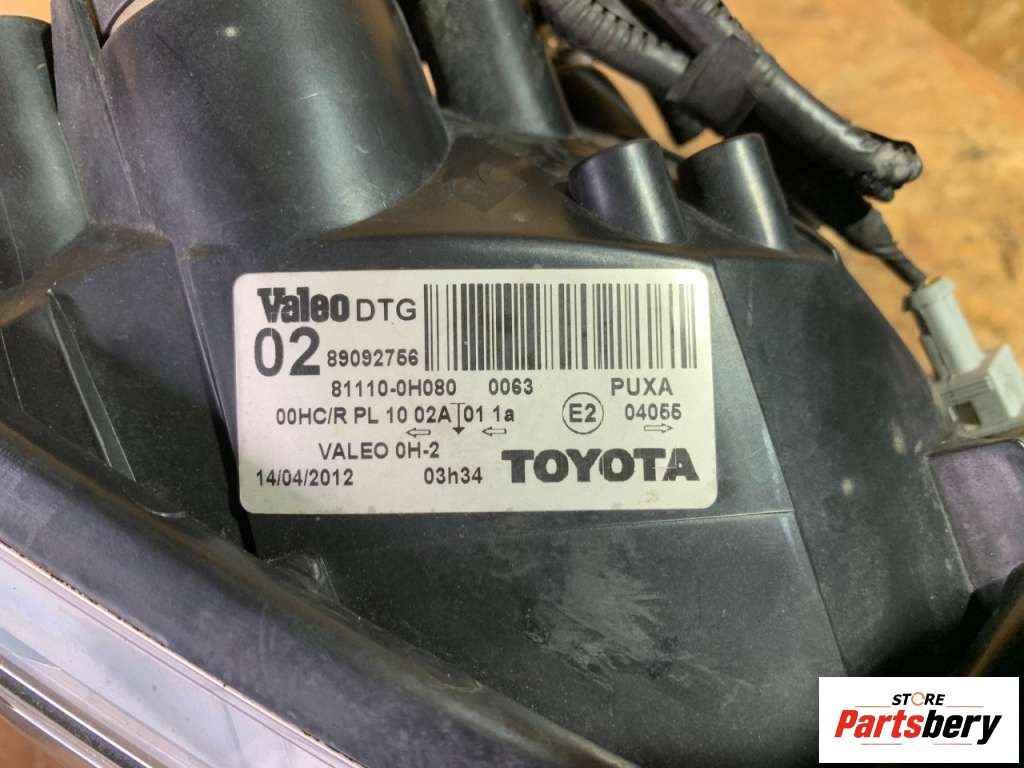 Valeo DTG
02 89092756
81110-0H080 0063 PUXA
00HC/R PL 10 02A 01 1a E2 04055
VALEO 0H-2
14/04/2012 03h34 TOYOTA
STORE
Partsbery